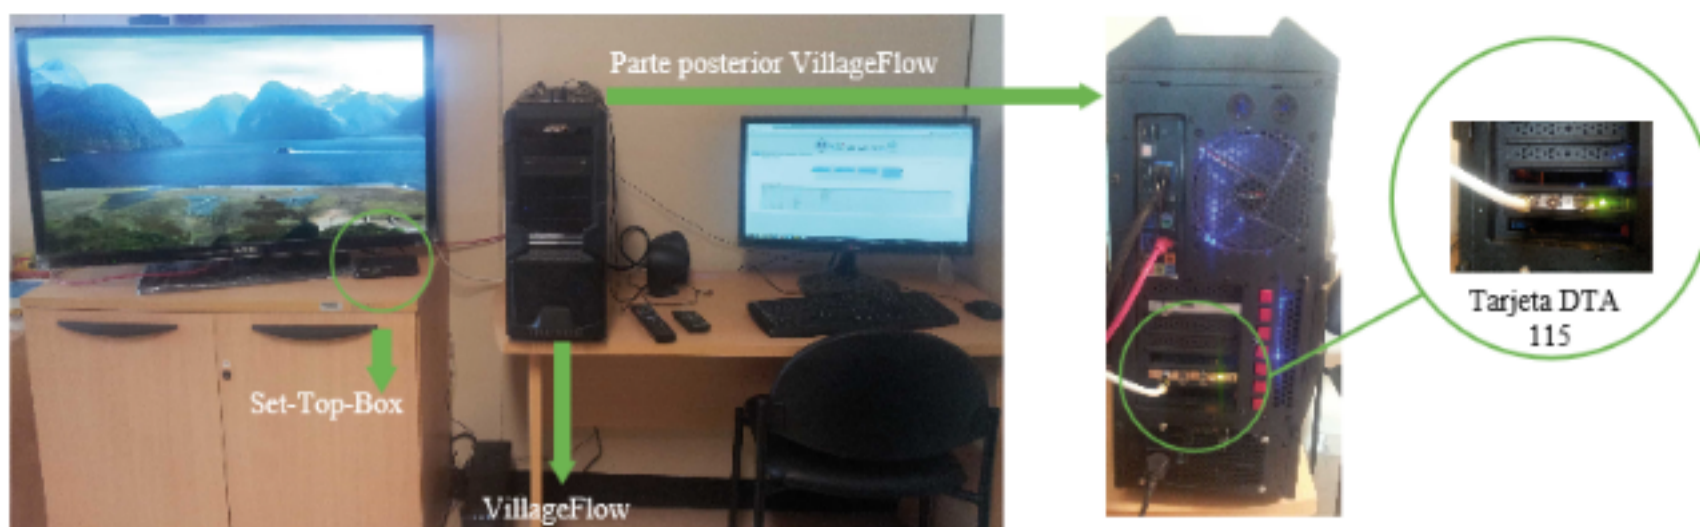 Parte posterior VillageFlow
Set-Top-Box
VillageFlow
Tarjeta DTA
115